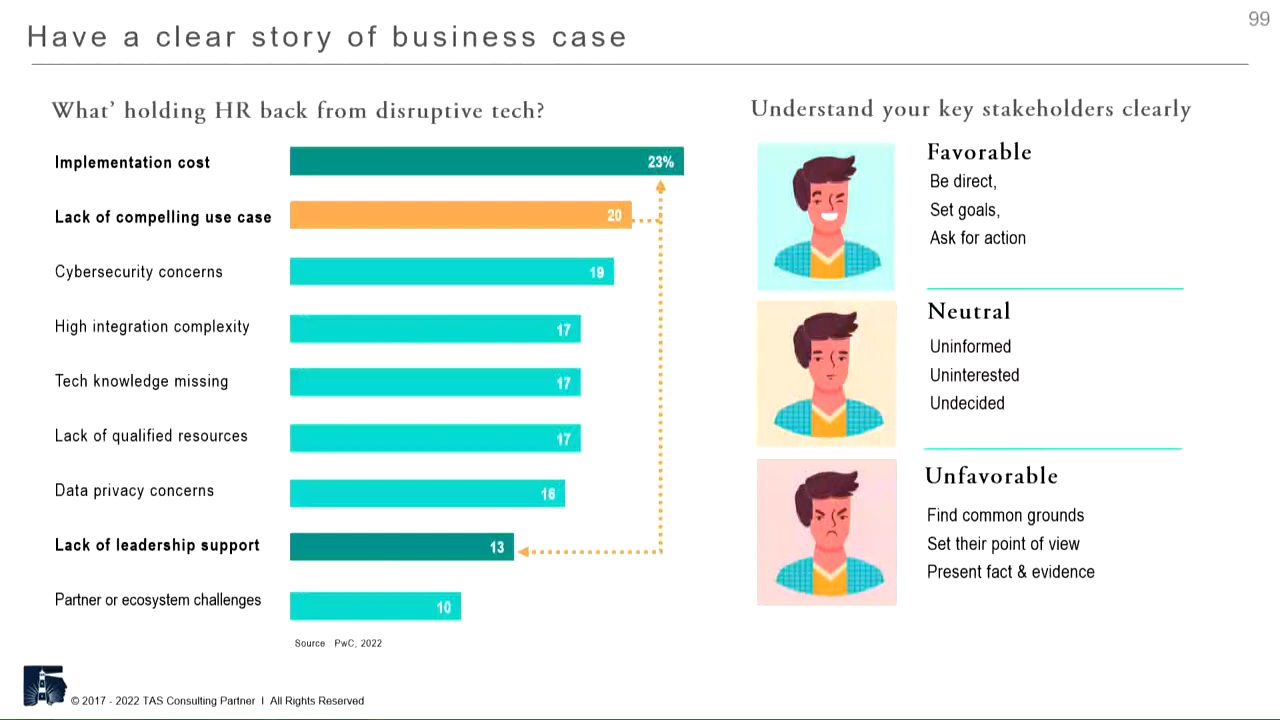 99
Have a clear story of business case
What' holding HR back from disruptive tech?
Implementation cost
23%
Lack of compelling use case
20
Cybersecurity concerns
19
High integration complexity
17
Tech knowledge missing
17
Lack of qualified resources
17
Data privacy concerns
16
Lack of leadership support
13
Partner or ecosystem challenges
10
Source PwC, 2022
Understand your key stakeholders clearly
Favorable
Be direct,
Set goals,
Ask for action
Neutral
Uninformed
Uninterested
Undecided
Unfavorable
Find common grounds
Set their point of view
Present fact & evidence
© 2017 - 2022 TAS Consulting Partner I All Rights Reserved